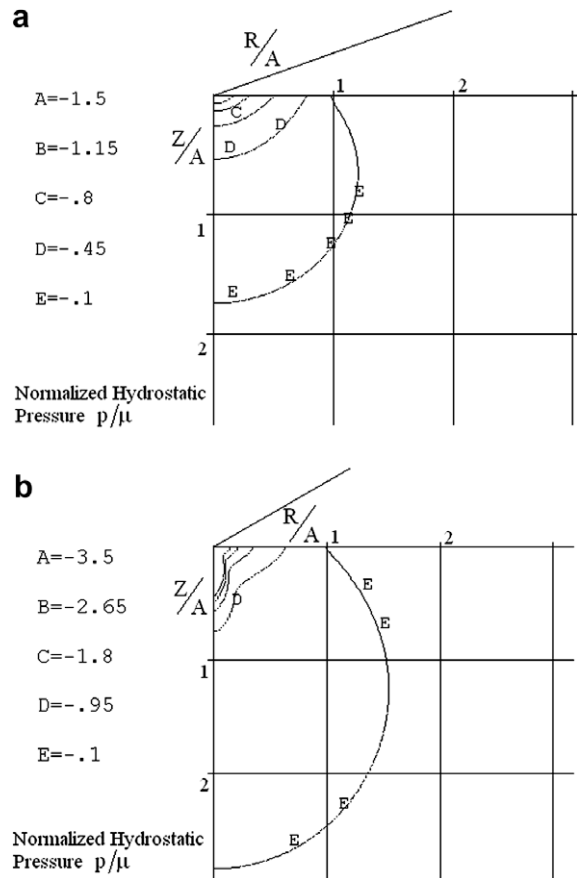 a
R/A
1 2
A=-1.5
C
Z/A
D
D
B=-1.15
C=-.8
E
1
E
D=-.45
E
E
E=-.1
E
2
Normalized Hydrostatic
Pressure p/μ
b
R/A
1 2
A=-3.5
Z/A
E
D
B=-2.65
E
C=-1.8
1
D=-.95
E=-.1
2
E
E
Normalized Hydrostatic
Pressure p/μ